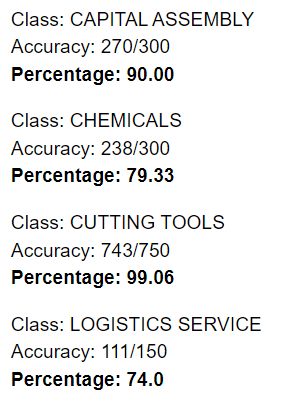 Class: CAPITAL ASSEMBLY
Accuracy: 270/300
Percentage: 90.00
Class: CHEMICALS
Accuracy: 238/300
Percentage: 79.33
Class: CUTTING TOOLS
Accuracy: 743/750
Percentage: 99.06
Class: LOGISTICS SERVICE
Accuracy: 111/150
Percentage: 74.0